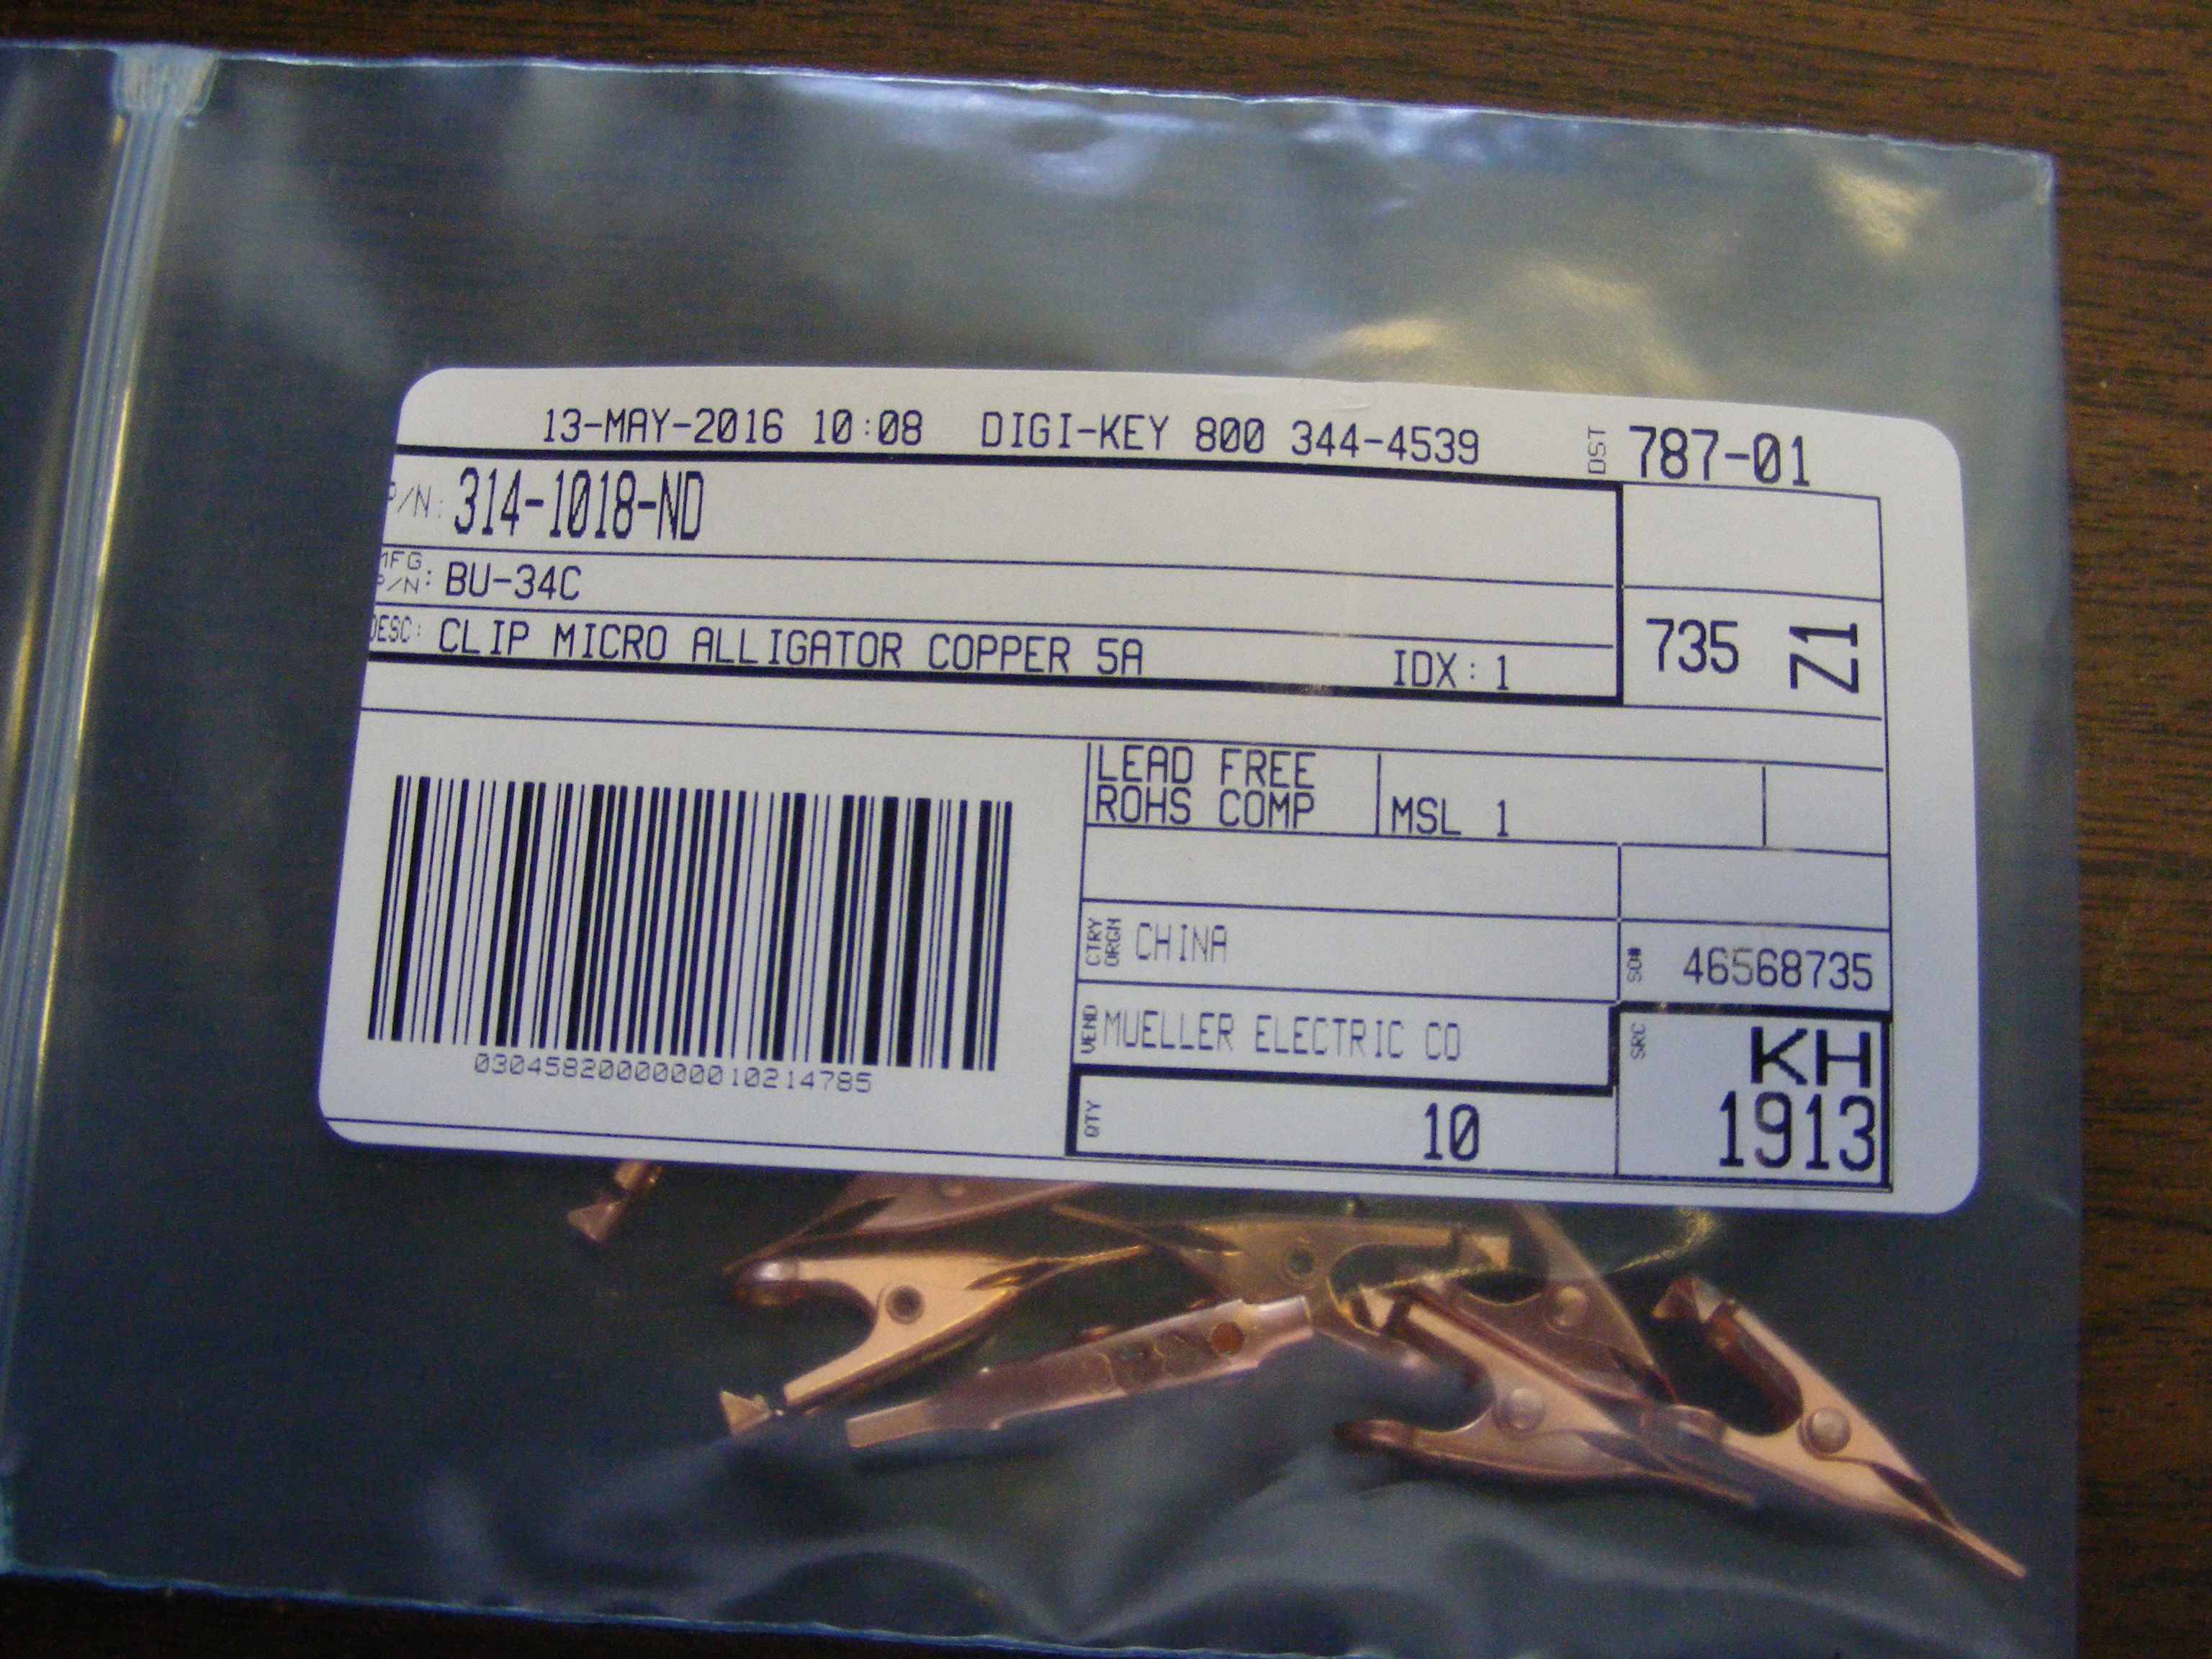 13-MAY-2016 10:08 DIGI-KEY 800 344-4539 DST 787-01
P/N: 314-1018-ND
MFG P/N: BU-34C
DESC: CLIP MICRO ALLIGATOR COPPER 5A IDX: 1
735 Z1
LEAD FREE
ROHS COMP
MSL 1
CTRY ORGN CHINA
SO# 46568735
VEND MUELLER ELECTRIC CO
SRC KH
1913
QTY 10
0304582000000010214785